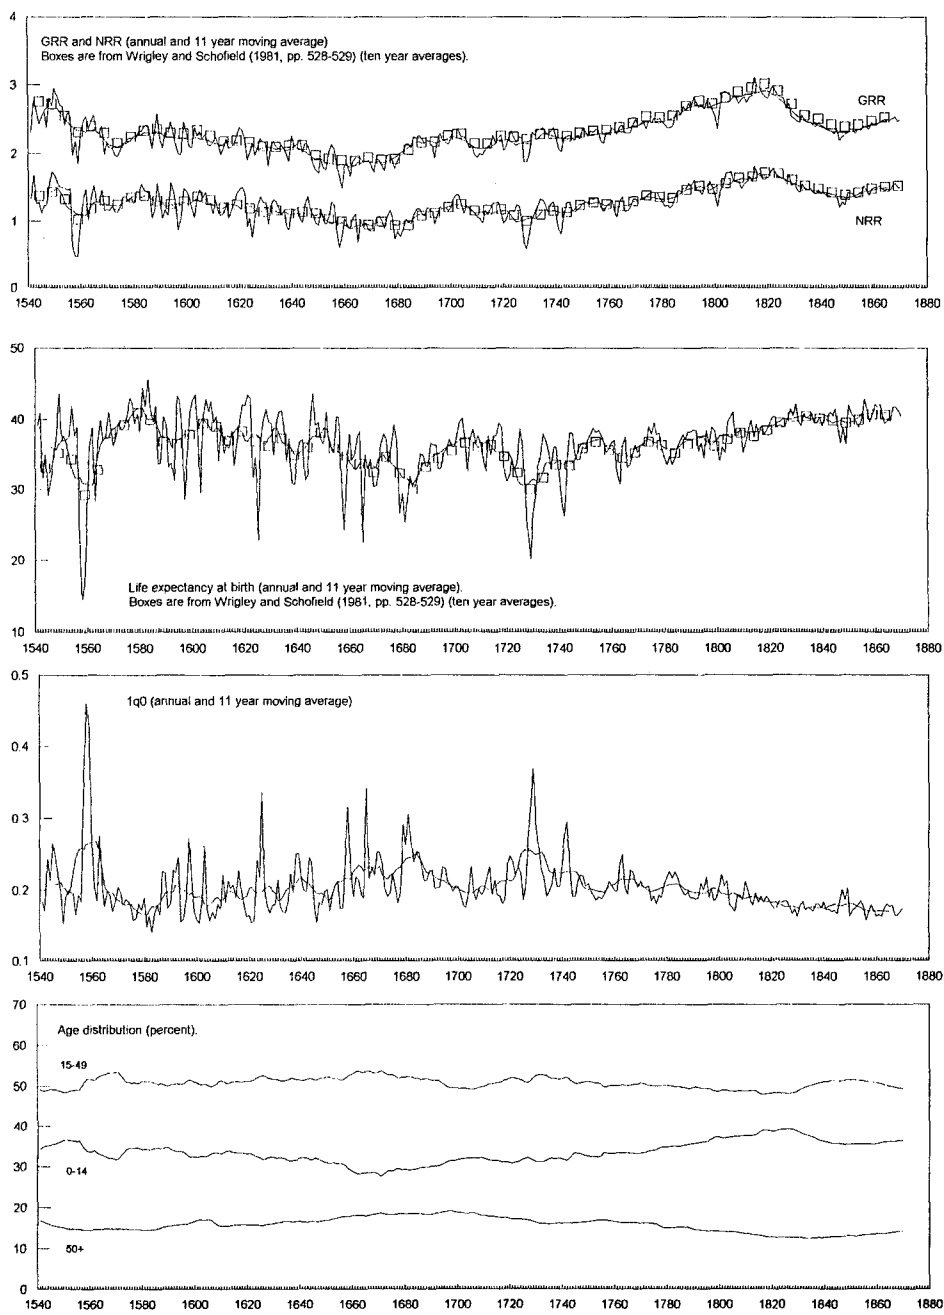 4
GRR and NRR (annual and 11 year moving average)
Boxes are from Wrigley and Schofield (1981, pp. 528-529) (ten year averages).
3
GRR
2
1
NRR
0
1540 1560 1580 1600 1620 1640 1660 1680 1700 1720 1740 1760 1780 1800 1820 1840 1860 1880
50
40
30
20
Life expectancy at birth (annual and 11 year moving average).
Boxes are from Wrigley and Schofield (1981, pp. 528-529) (ten year averages).
10
1540 1560 1580 1600 1620 1640 1660 1680 1700 1720 1740 1760 1780 1800 1820 1840 1860 1880
0.5
1q0 (annual and 11 year moving average)
0.4
0.3
0.2
0.1
1540 1560 1580 1600 1620 1640 1660 1680 1700 1720 1740 1760 1780 1800 1820 1840 1860 1880
70
Age distribution (percent).
60
15-49
50
40
0-14
30
20
50+
10
0
1540 1560 1580 1600 1620 1640 1660 1680 1700 1720 1740 1760 1780 1800 1820 1840 1860